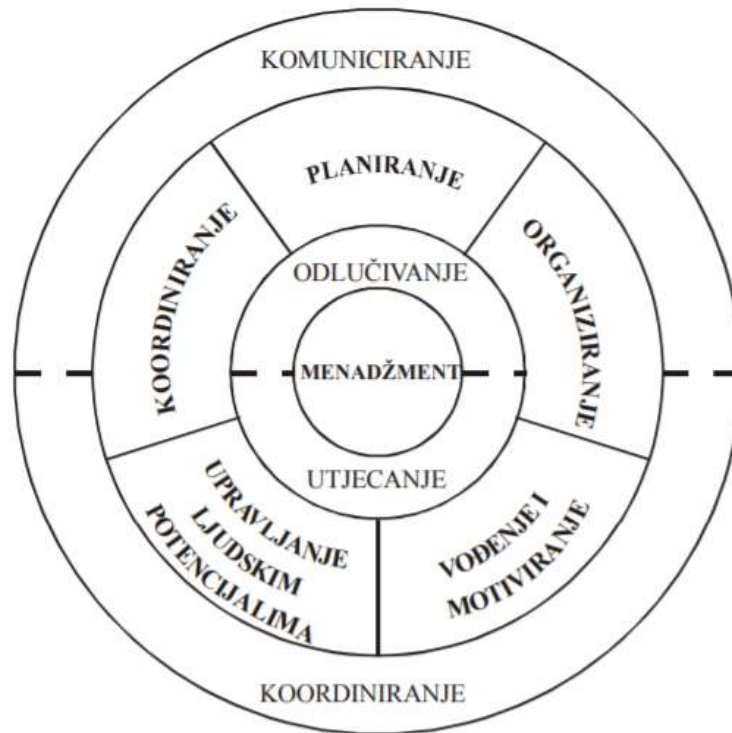 KOMUNICIRANJE
PLANIRANJE
KOORDINIRANJE
ORGANIZIRANJE
ODLUČIVANJE
MENADŽMENT
UTJECANJE
UPRAVLJANJE
LJUDSKIM
POTENCIJALIMA
VOĐENJE I
MOTIVIRANJE
KOORDINIRANJE